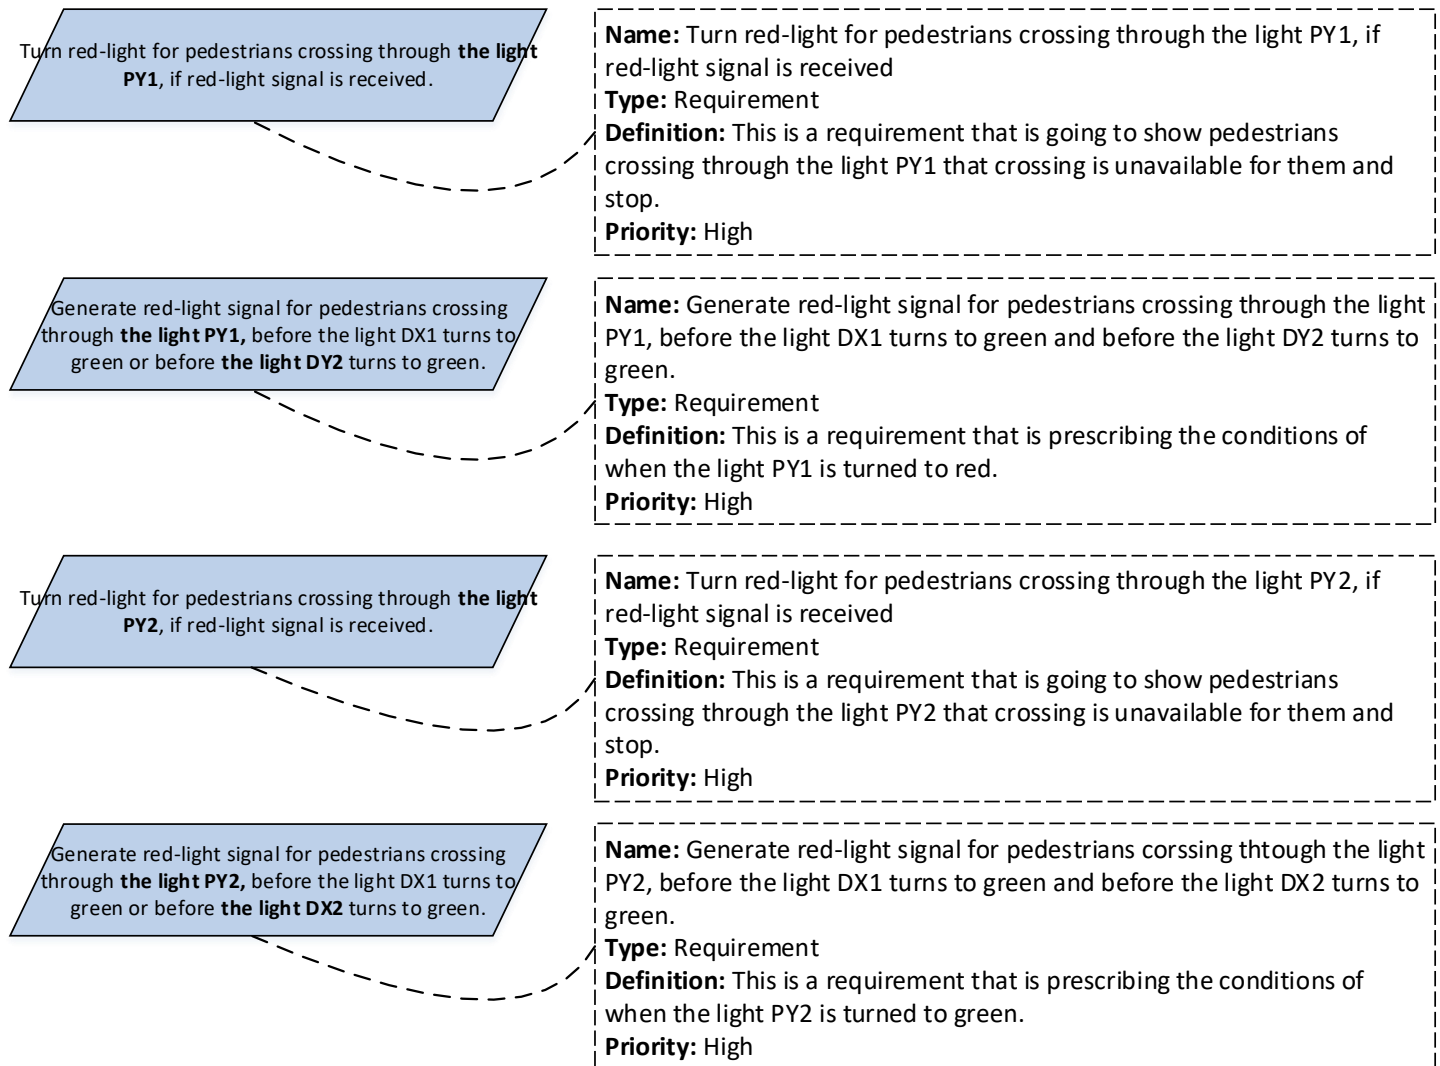 Turn red-light for pedestrians crossing through the light
PY1, if red-light signal is received.
Name: Turn red-light for pedestrians crossing through the light PY1, if
red-light signal is received
Type: Requirement
Definition: This is a requirement that is going to show pedestrians
crossing through the light PY1 that crossing is unavailable for them and
stop.
Priority: High
Generate red-light signal for pedestrians crossing
through the light PY1, before the light DX1 turns to
green or before the light DY2 turns to green.
Name: Generate red-light signal for pedestrians crossing through the light
PY1, before the light DX1 turns to green and before the light DY2 turns to
green.
Type: Requirement
Definition: This is a requirement that is prescribing the conditions of
when the light PY1 is turned to red.
Priority: High
Turn red-light for pedestrians crossing through the light
PY2, if red-light signal is received.
Name: Turn red-light for pedestrians crossing through the light PY2, if
red-light signal is received
Type: Requirement
Definition: This is a requirement that is going to show pedestrians
crossing through the light PY2 that crossing is unavailable for them and
stop.
Priority: High
Generate red-light signal for pedestrians crossing
through the light PY2, before the light DX1 turns to
green or before the light DX2 turns to green.
Name: Generate red-light signal for pedestrians corssing thtough the light
PY2, before the light DX1 turns to green and before the light DX2 turns to
green.
Type: Requirement
Definition: This is a requirement that is prescribing the conditions of
when the light PY2 is turned to green.
Priority: High